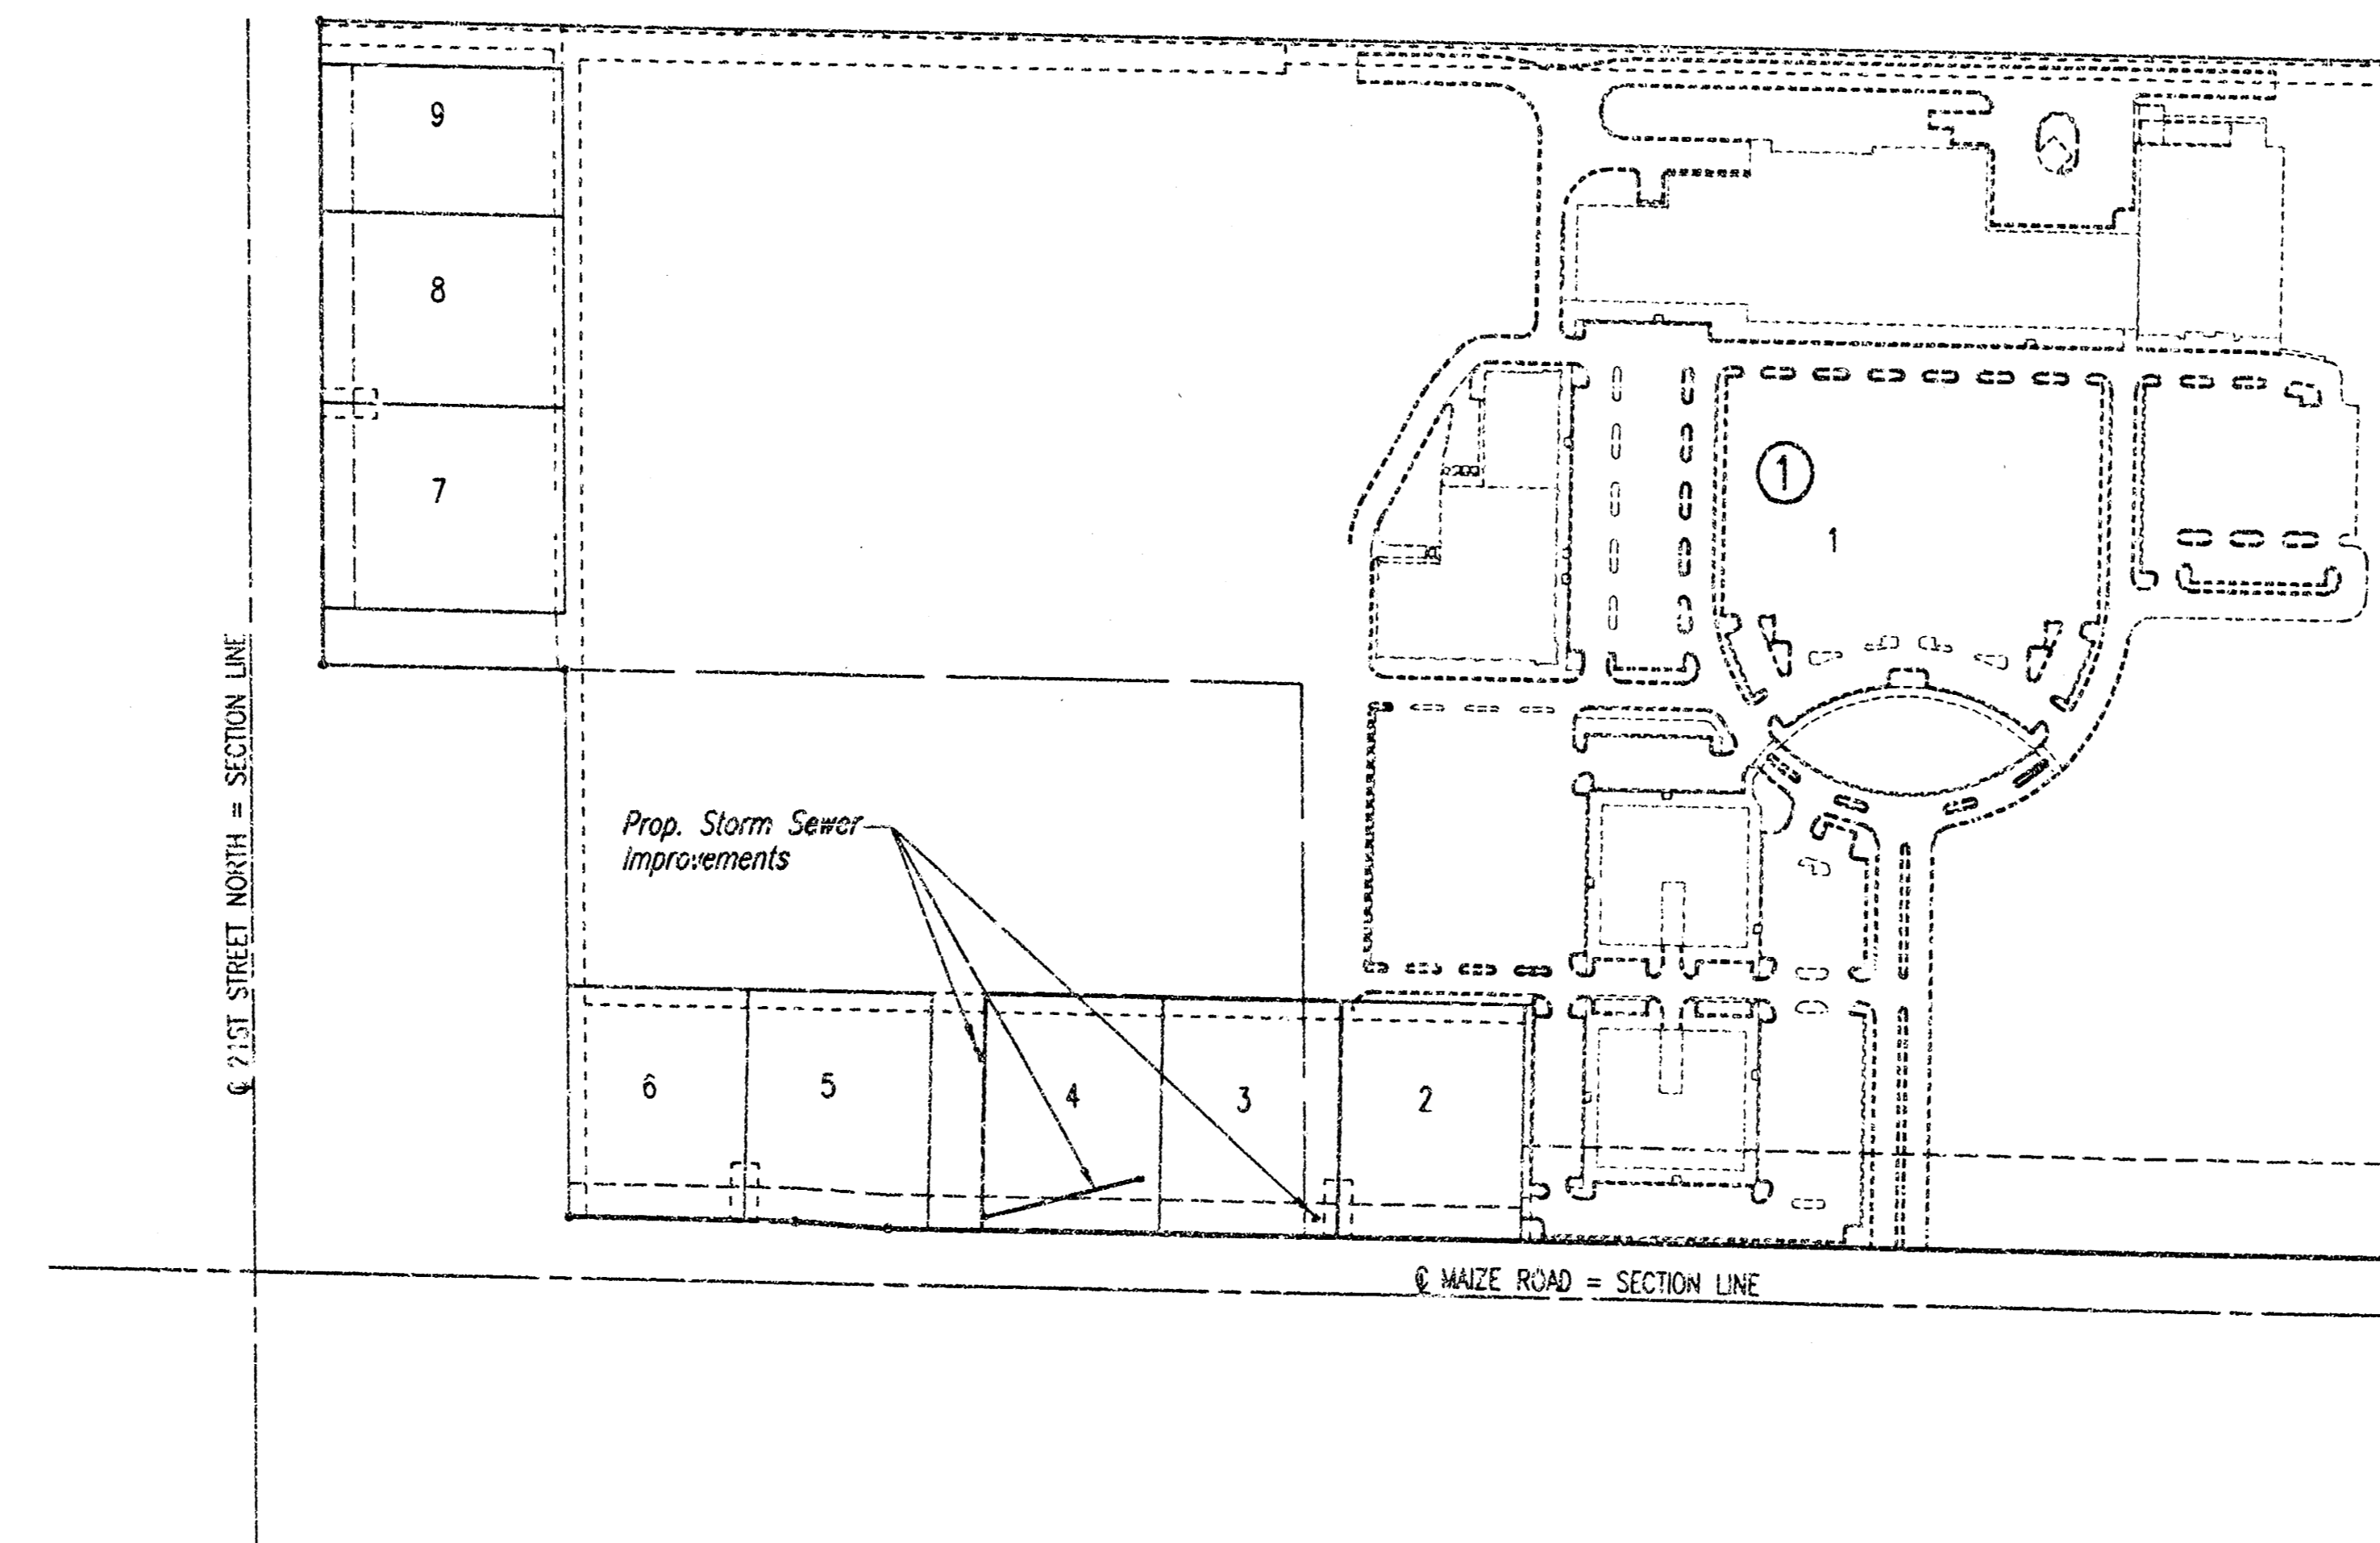 9
8
7
1
1
℄ 21ST STREET NORTH = SECTION LINE
Prop. Storm Sewer
Improvements
6
5
4
3
2
℄ MAIZE ROAD = SECTION LINE